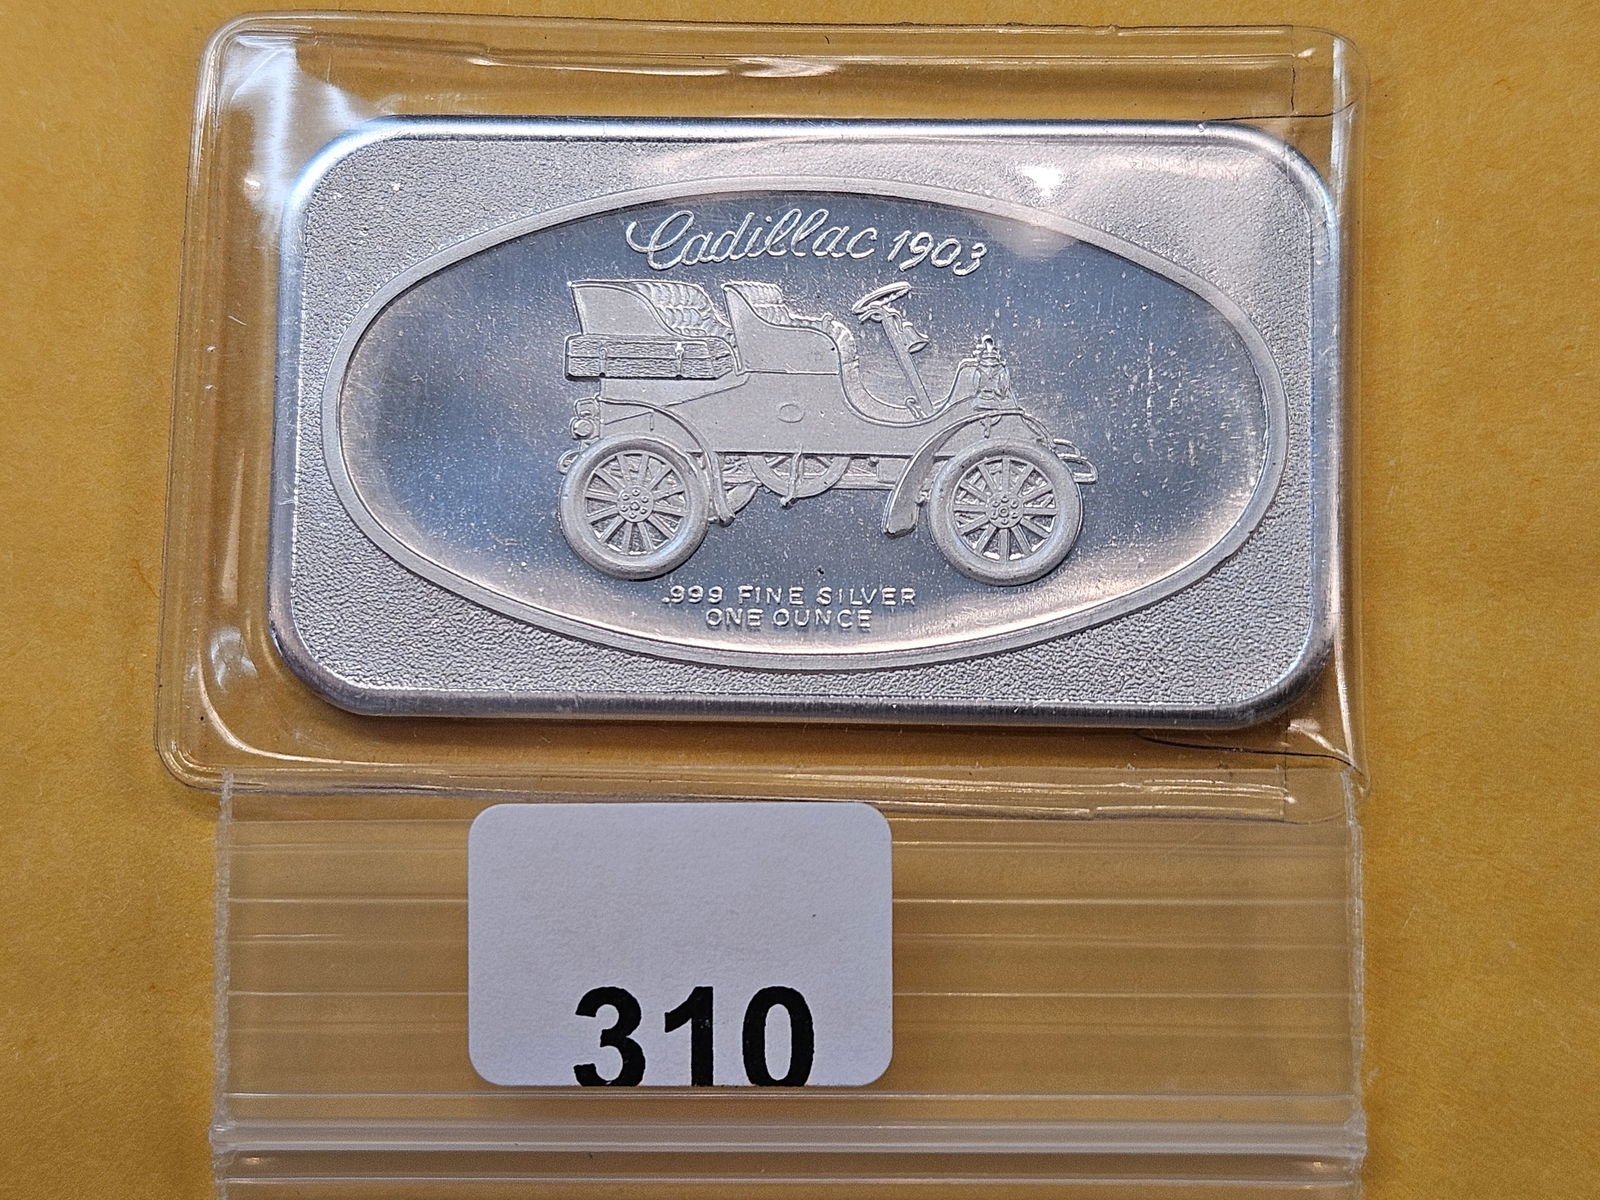 Cadillac 1903
.999 FINE SILVER
ONE OUNCE
310